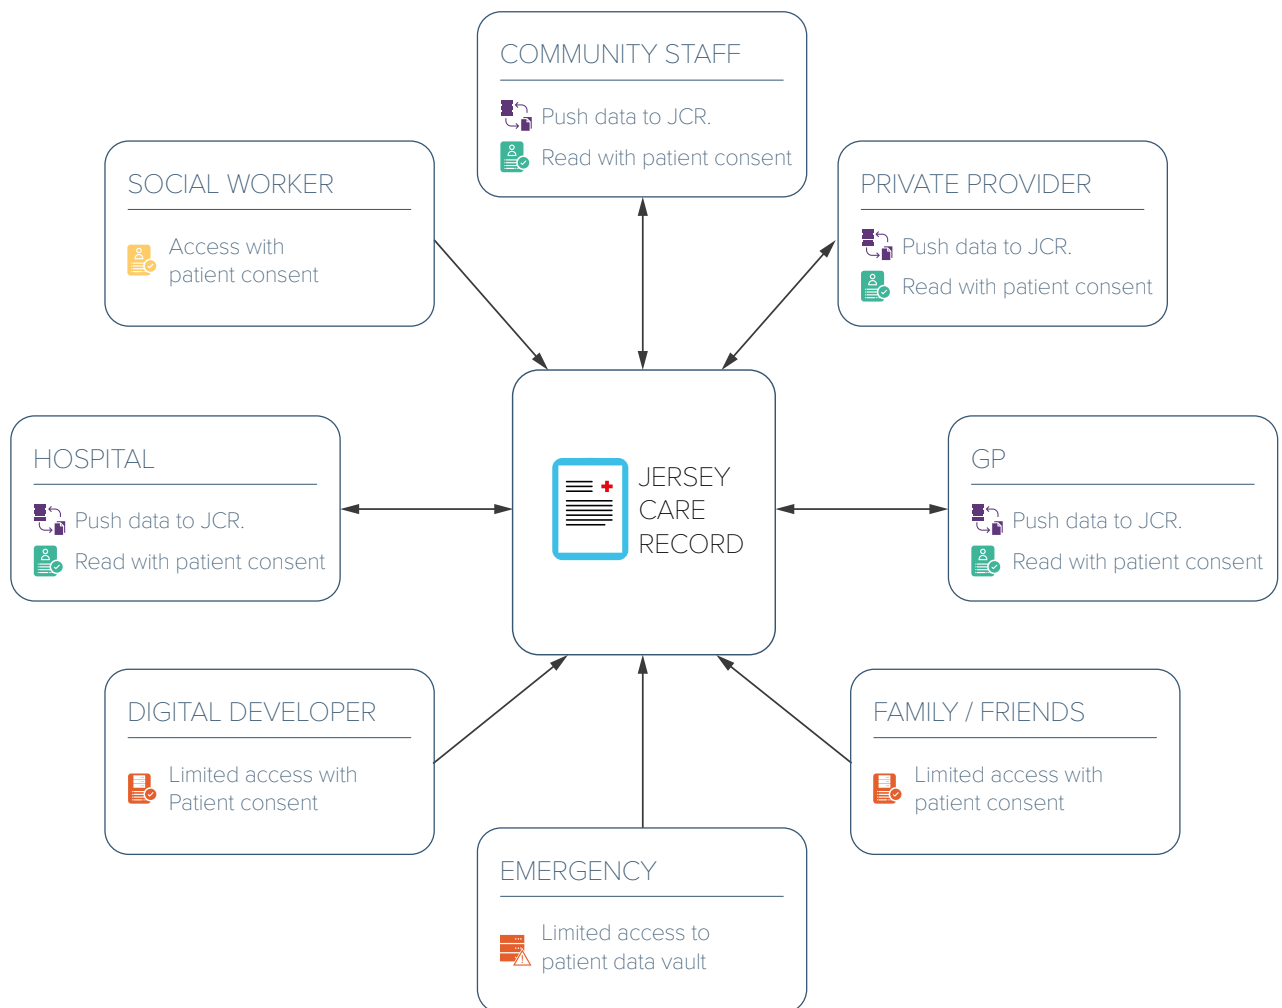 COMMUNITY STAFF
Push data to JCR.
Read with patient consent
SOCIAL WORKER
Access with
patient consent
PRIVATE PROVIDER
Push data to JCR.
Read with patient consent
HOSPITAL
Push data to JCR.
Read with patient consent
JERSEY
CARE
RECORD
GP
Push data to JCR.
Read with patient consent
DIGITAL DEVELOPER
Limited access with
Patient consent
FAMILY / FRIENDS
Limited access with
patient consent
EMERGENCY
Limited access to
patient data vault